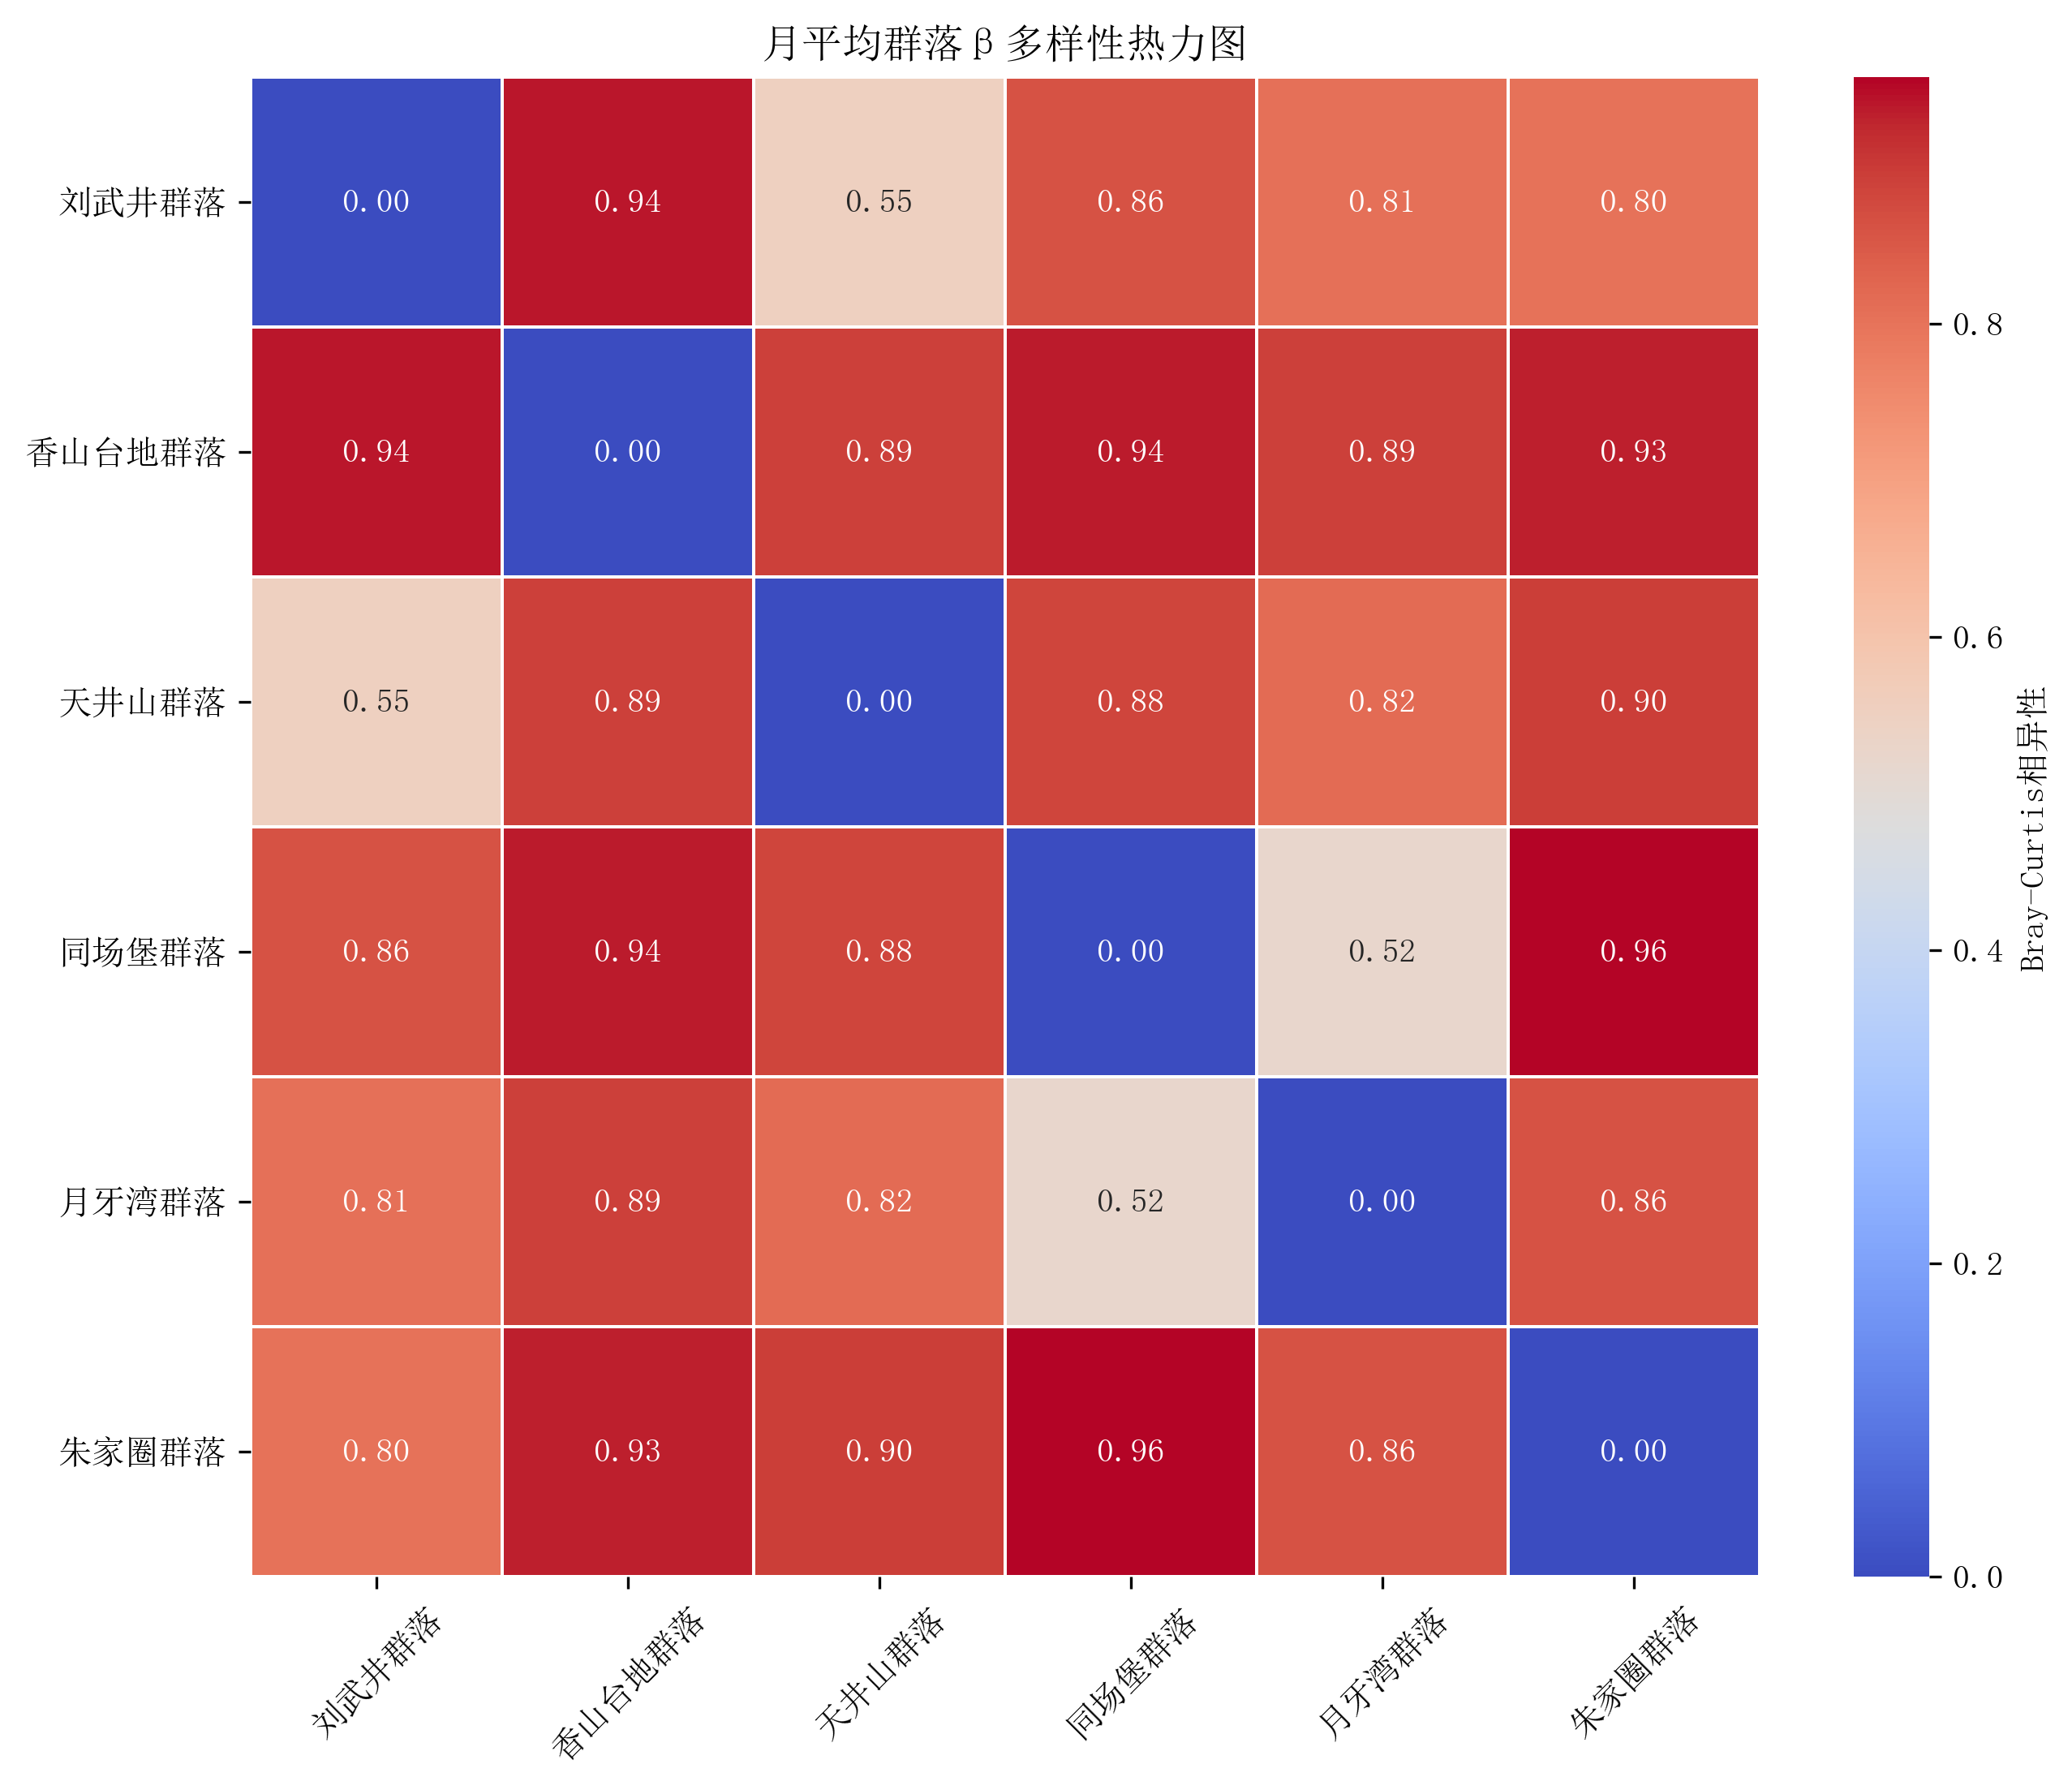 月平均群落 β 多样性热力图
刘武井群落 0.00 0.94 0.55 0.86 0.81 0.80
香山台地群落 0.94 0.00 0.89 0.94 0.89 0.93
天井山群落 0.55 0.89 0.00 0.88 0.82 0.90
同场堡群落 0.86 0.94 0.88 0.00 0.52 0.96
月牙湾群落 0.81 0.89 0.82 0.52 0.00 0.86
朱家圈群落 0.80 0.93 0.90 0.96 0.86 0.00
刘武井群落 香山台地群落 天井山群落 同场堡群落 月牙湾群落 朱家圈群落
0.8
0.6
0.4
0.2
0.0
Bray-Curtis相异性